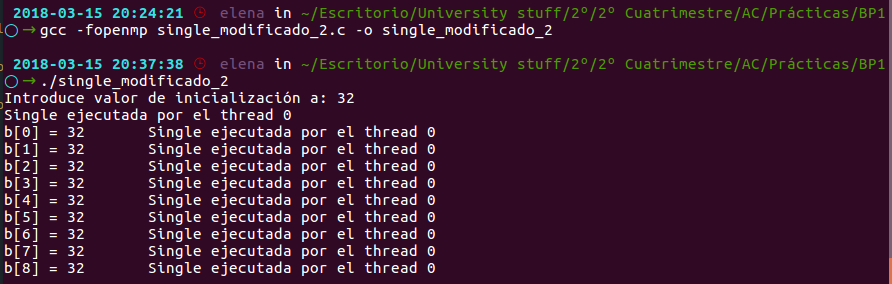 2018-03-15 20:24:21 elena in ~/Escritorio/University stuff/2º/2º Cuatrimestre/AC/Prácticas/BP1
○ →gcc -fopenmp single_modificado_2.c -o single_modificado_2
2018-03-15 20:37:38 elena in ~/Escritorio/University stuff/2º/2º Cuatrimestre/AC/Prácticas/BP1
○ →./single_modificado_2
Introduce valor de inicialización a: 32
Single ejecutada por el thread 0
b[0] = 32 Single ejecutada por el thread 0
b[1] = 32 Single ejecutada por el thread 0
b[2] = 32 Single ejecutada por el thread 0
b[3] = 32 Single ejecutada por el thread 0
b[4] = 32 Single ejecutada por el thread 0
b[5] = 32 Single ejecutada por el thread 0
b[6] = 32 Single ejecutada por el thread 0
b[7] = 32 Single ejecutada por el thread 0
b[8] = 32 Single ejecutada por el thread 0